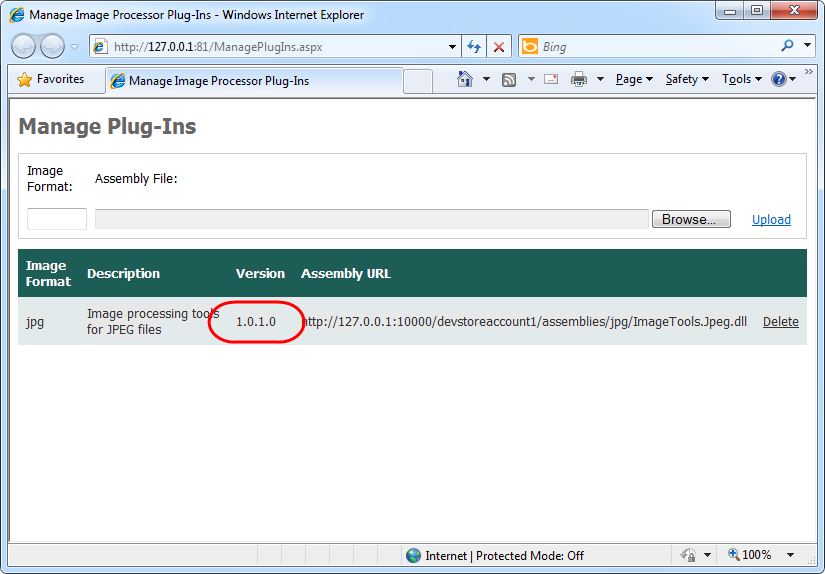 Manage Image Processor Plug-Ins - Windows Internet Explorer
http://127.0.0.1:81/ManagePlugIns.aspx
Bing
Favorites
Manage Image Processor Plug-Ins
Page
Safety
Tools
Manage Plug-Ins
Image
Format:
Assembly File:
Browse...
Upload
Image
Format
Description
Version
Assembly URL
jpg
Image processing tools
for JPEG files
1.0.1.0
http://127.0.0.1:10000/devstoreaccount1/assemblies/jpg/ImageTools.Jpeg.dll
Delete
Internet | Protected Mode: Off
100%